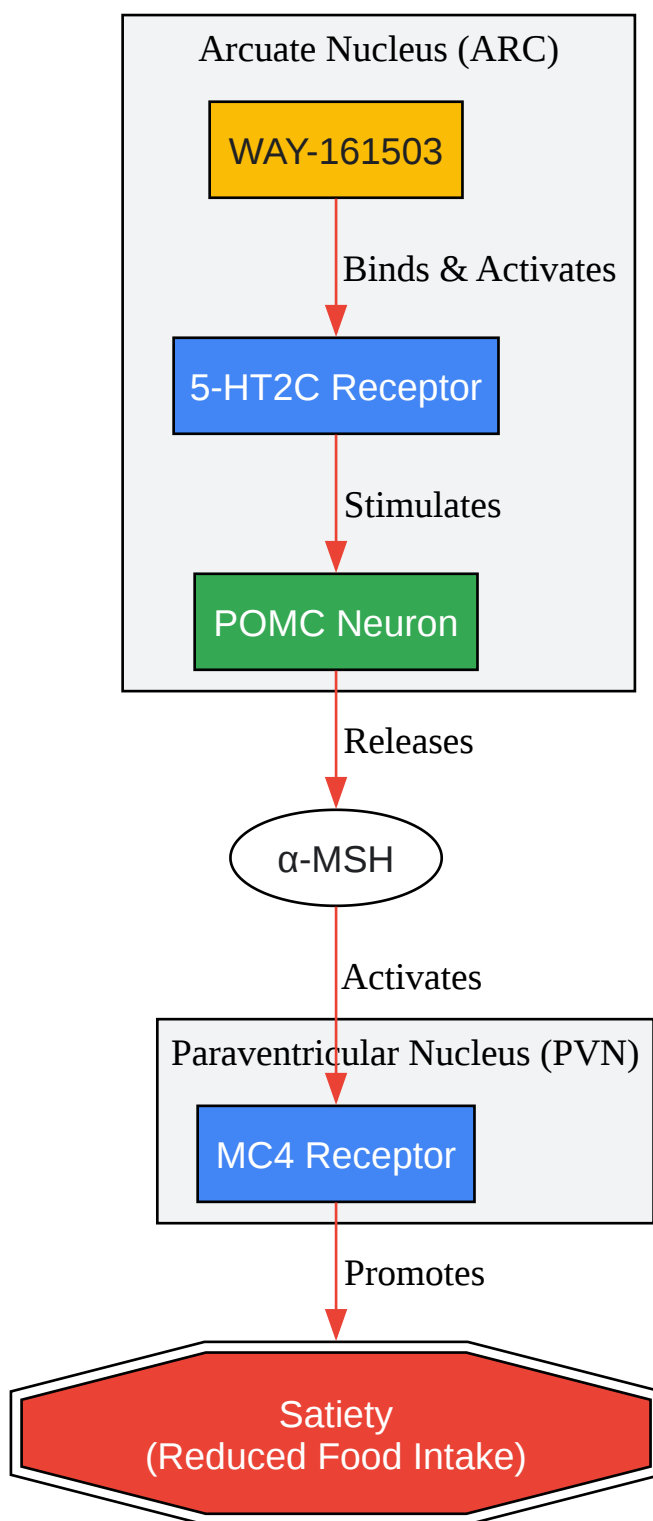 Arcuate Nucleus (ARC)
WAY-161503
Binds & Activates
5-HT2C Receptor
Stimulates
POMC Neuron
Releases
α-MSH
Activates
Paraventricular Nucleus (PVN)
MC4 Receptor
Promotes
Satiety
(Reduced Food Intake)